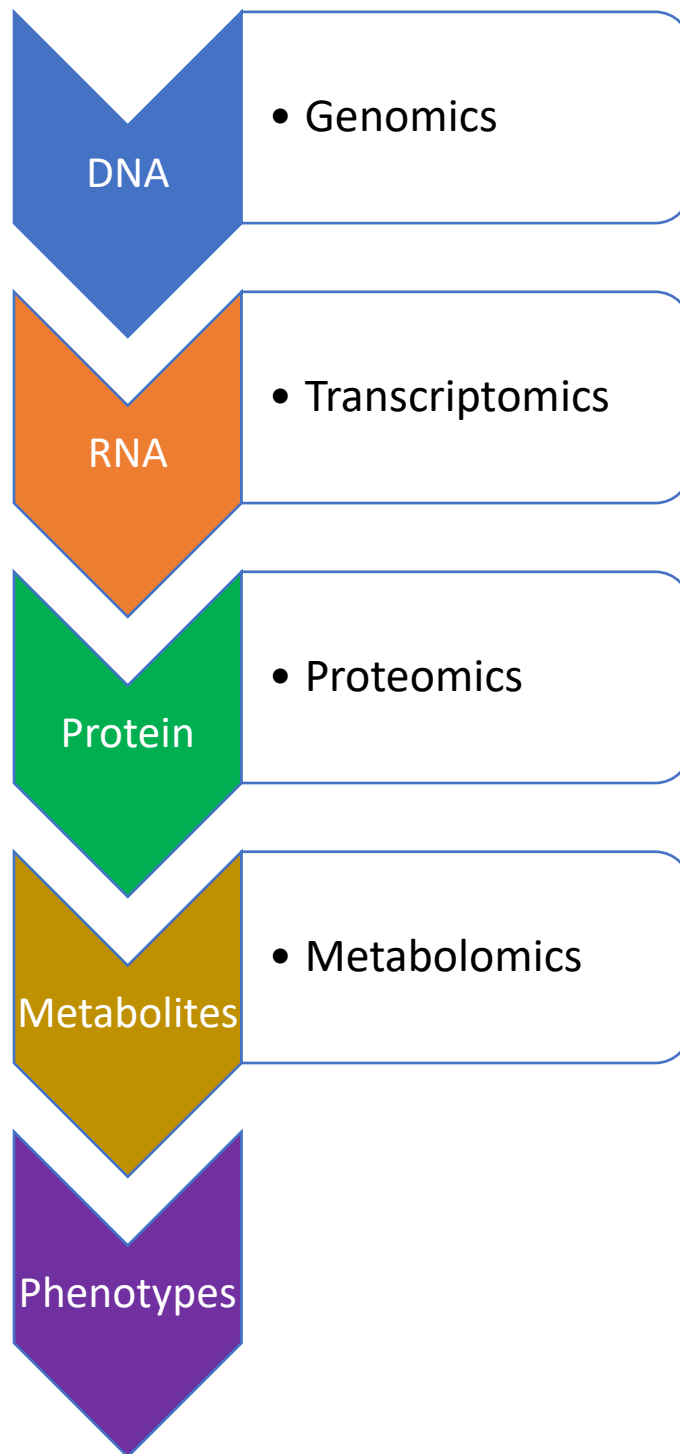 DNA
• Genomics
RNA
• Transcriptomics
Protein
• Proteomics
Metabolites
• Metabolomics
Phenotypes